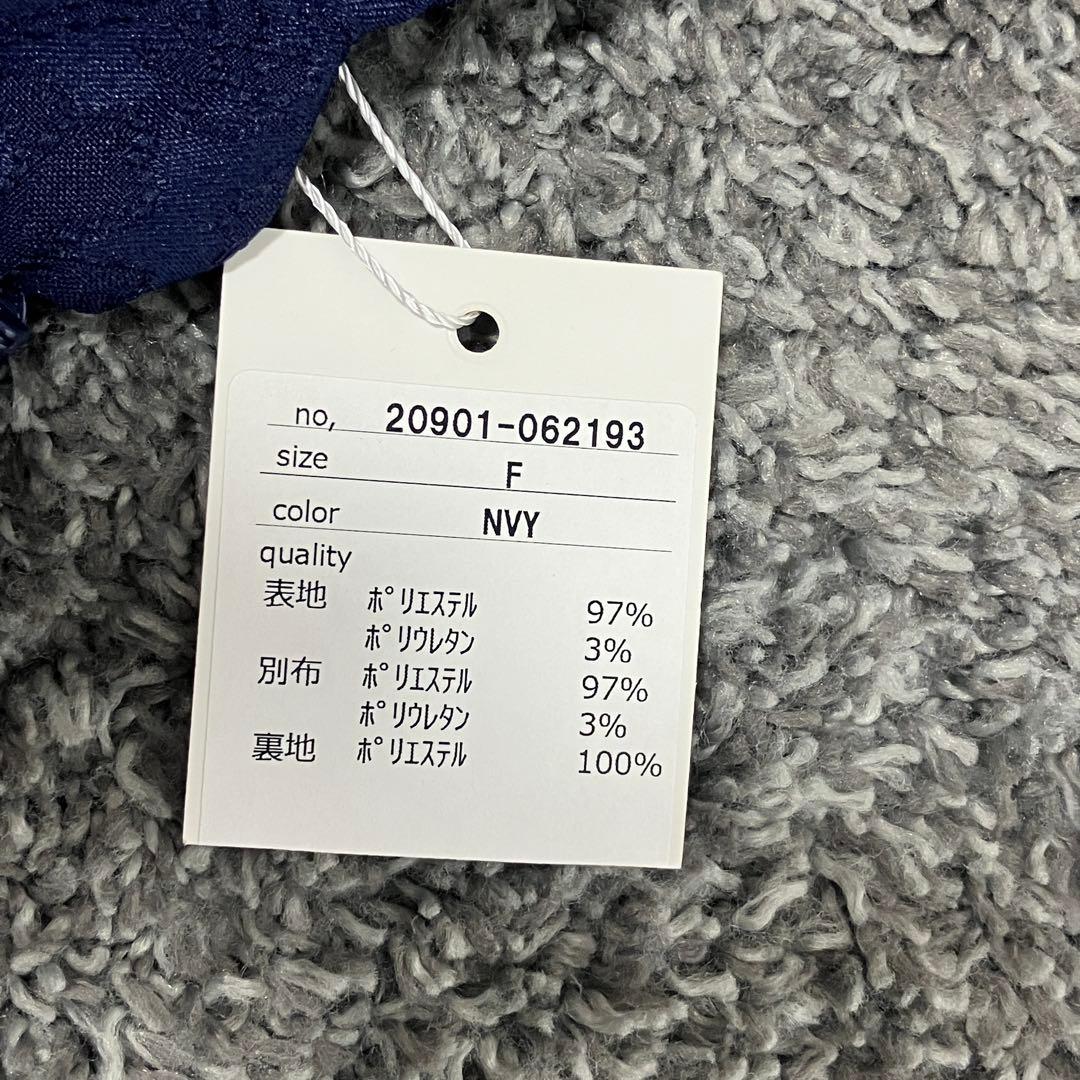 no, 20901-062193
size F
color NVY
quality
表地 ﾎﾟﾘｴｽﾃﾙ 97%
ﾎﾟﾘｳﾚﾀﾝ 3%
別布 ﾎﾟﾘｴｽﾃﾙ 97%
ﾎﾟﾘｳﾚﾀﾝ 3%
裏地 ﾎﾟﾘｴｽﾃﾙ 100%